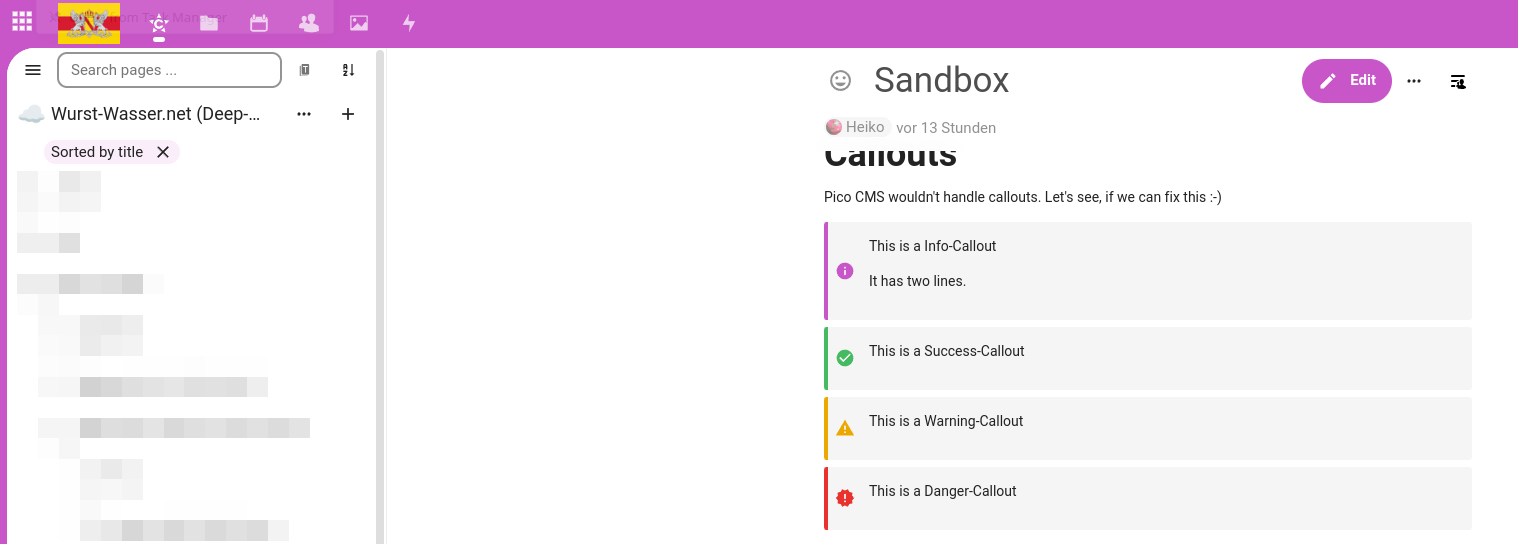 Search pages ...
Wurst-Wasser.net (Deep-...
Sorted by title
Sandbox
Edit
Heiko vor 13 Stunden
Callouts
Pico CMS wouldn't handle callouts. Let's see, if we can fix this :-)
This is a Info-Callout
It has two lines.
This is a Success-Callout
This is a Warning-Callout
This is a Danger-Callout